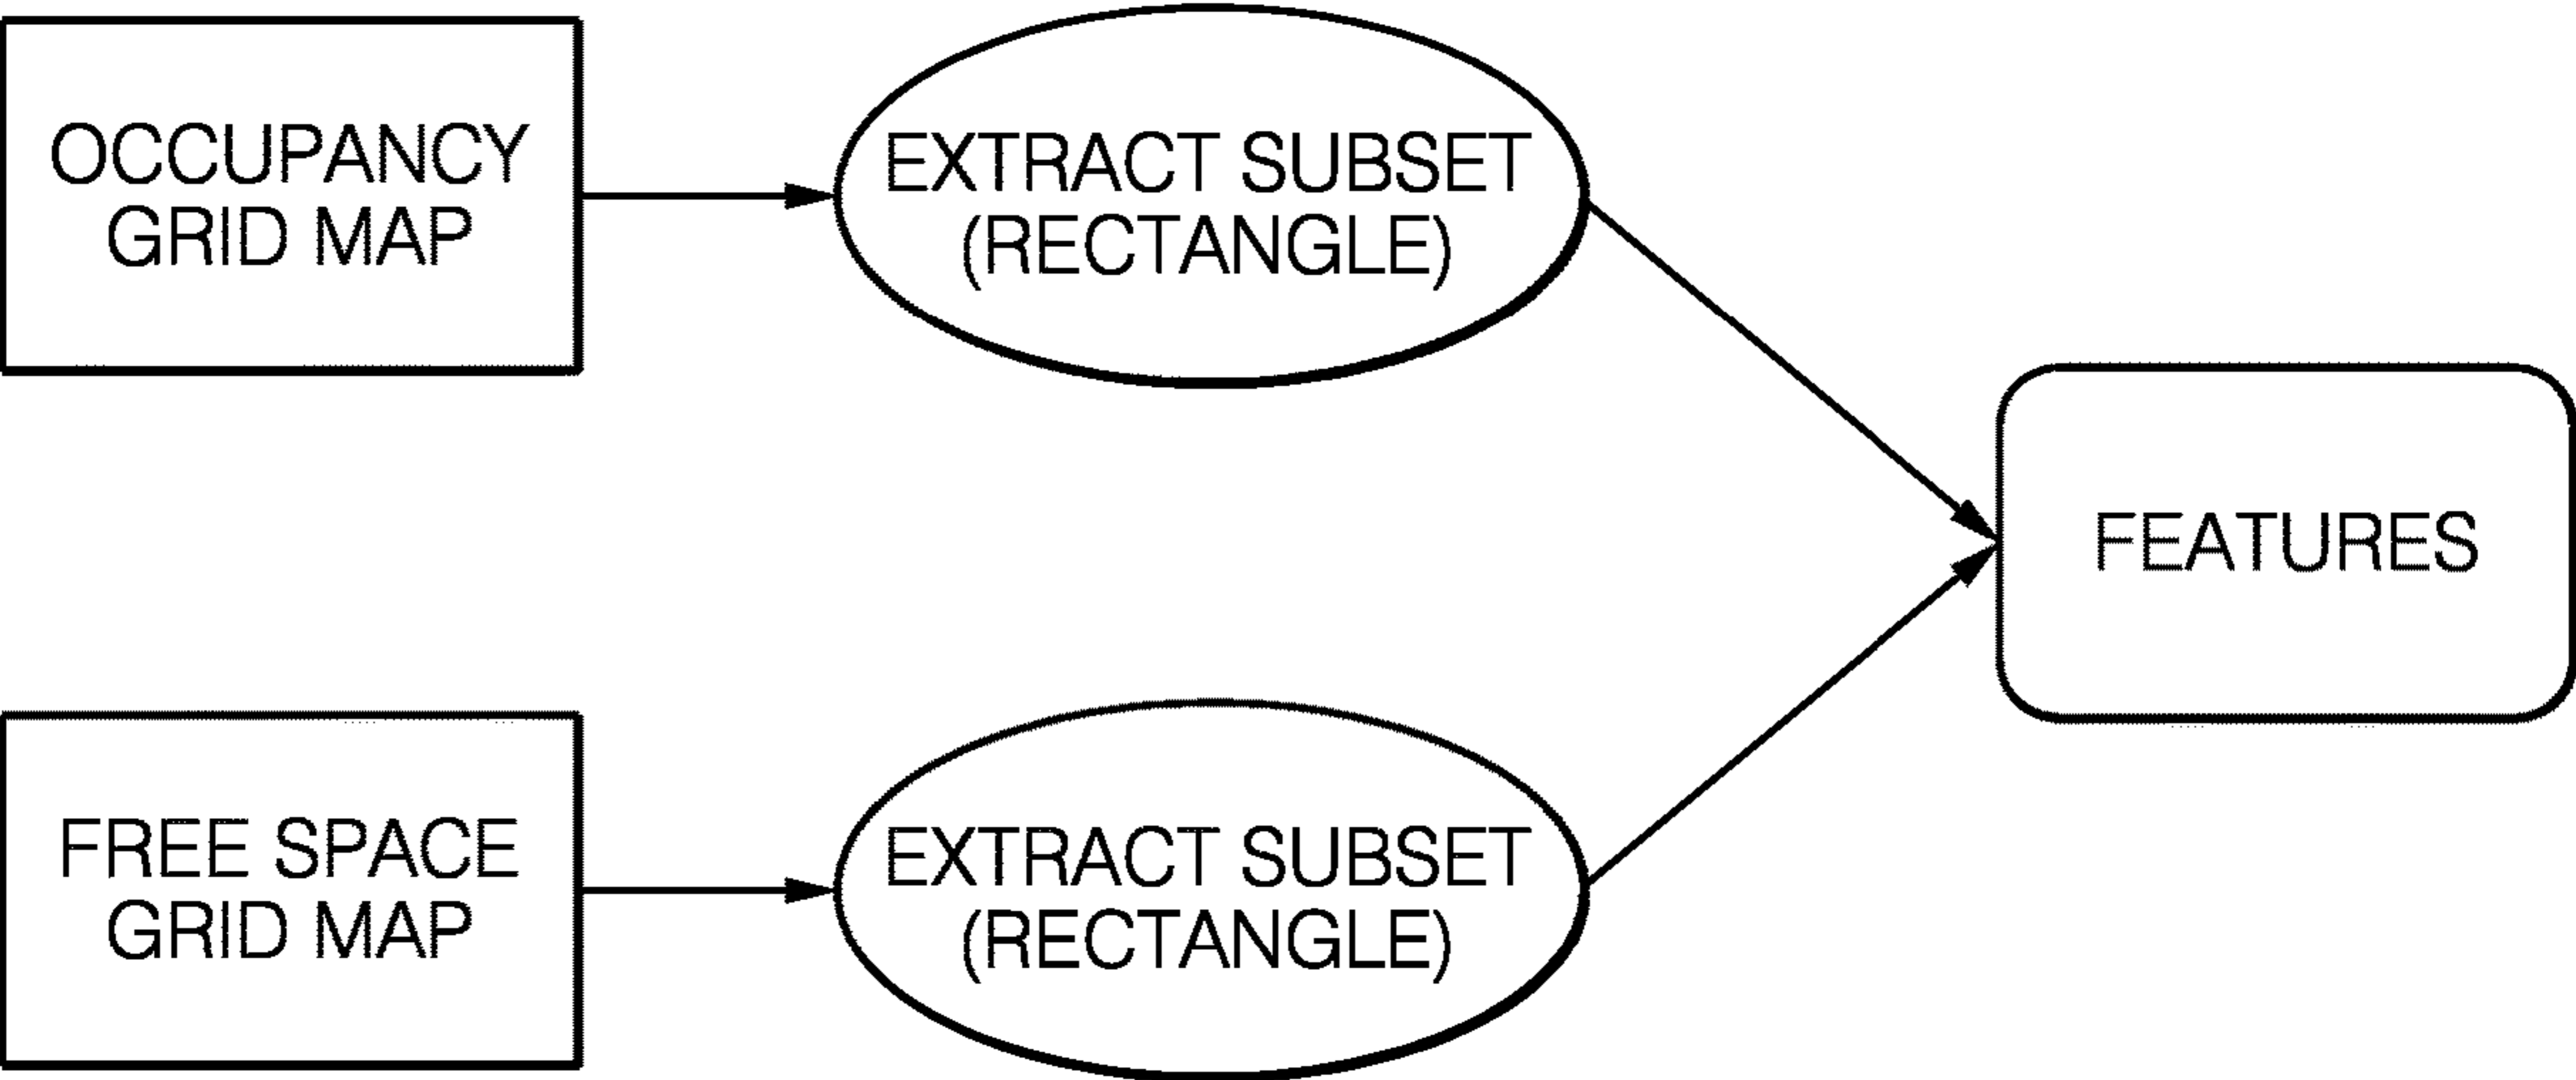 OCCUPANCY
GRID MAP
EXTRACT SUBSET
(RECTANGLE)
FEATURES
FREE SPACE
GRID MAP
EXTRACT SUBSET
(RECTANGLE)